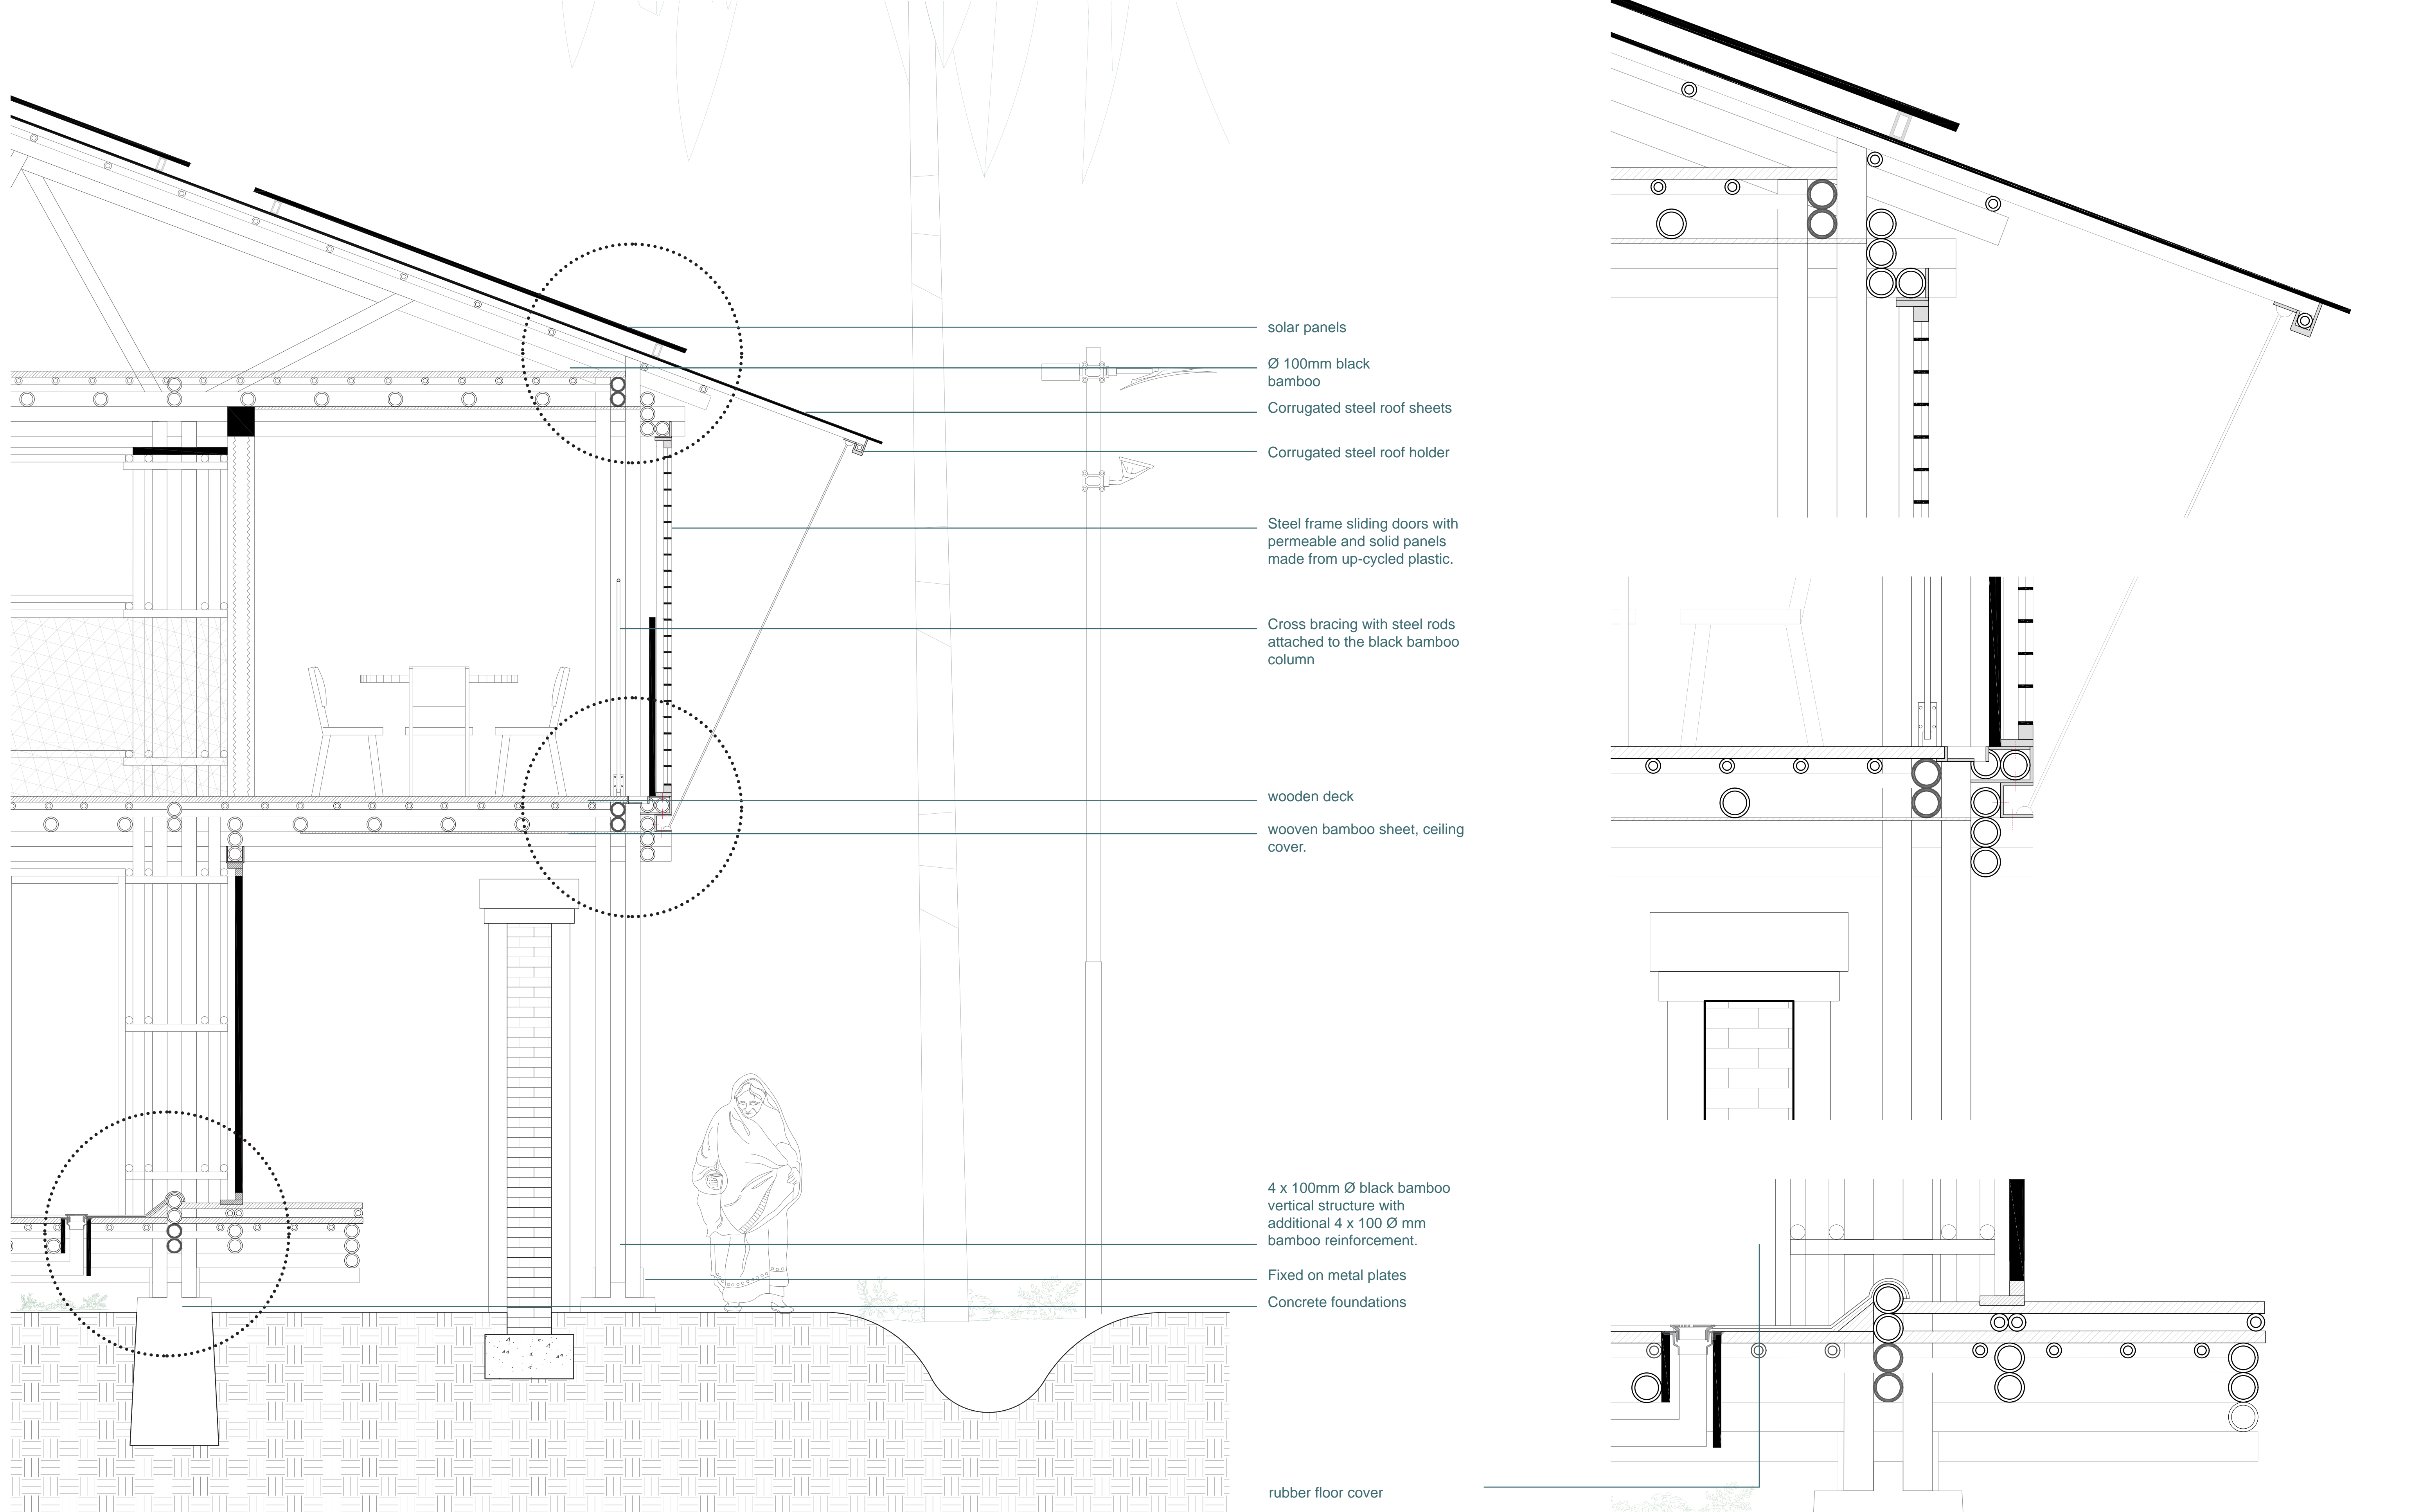 solar panels
Ø 100mm black
bamboo
Corrugated steel roof sheets
Corrugated steel roof holder
Steel frame sliding doors with
permeable and solid panels
made from up-cycled plastic.
Cross bracing with steel rods
attached to the black bamboo
column
wooden deck
wooven bamboo sheet, ceiling
cover.
4 x 100mm Ø black bamboo
vertical structure with
additional 4 x 100 Ø mm
bamboo reinforcement.
Fixed on metal plates
Concrete foundations
rubber floor cover